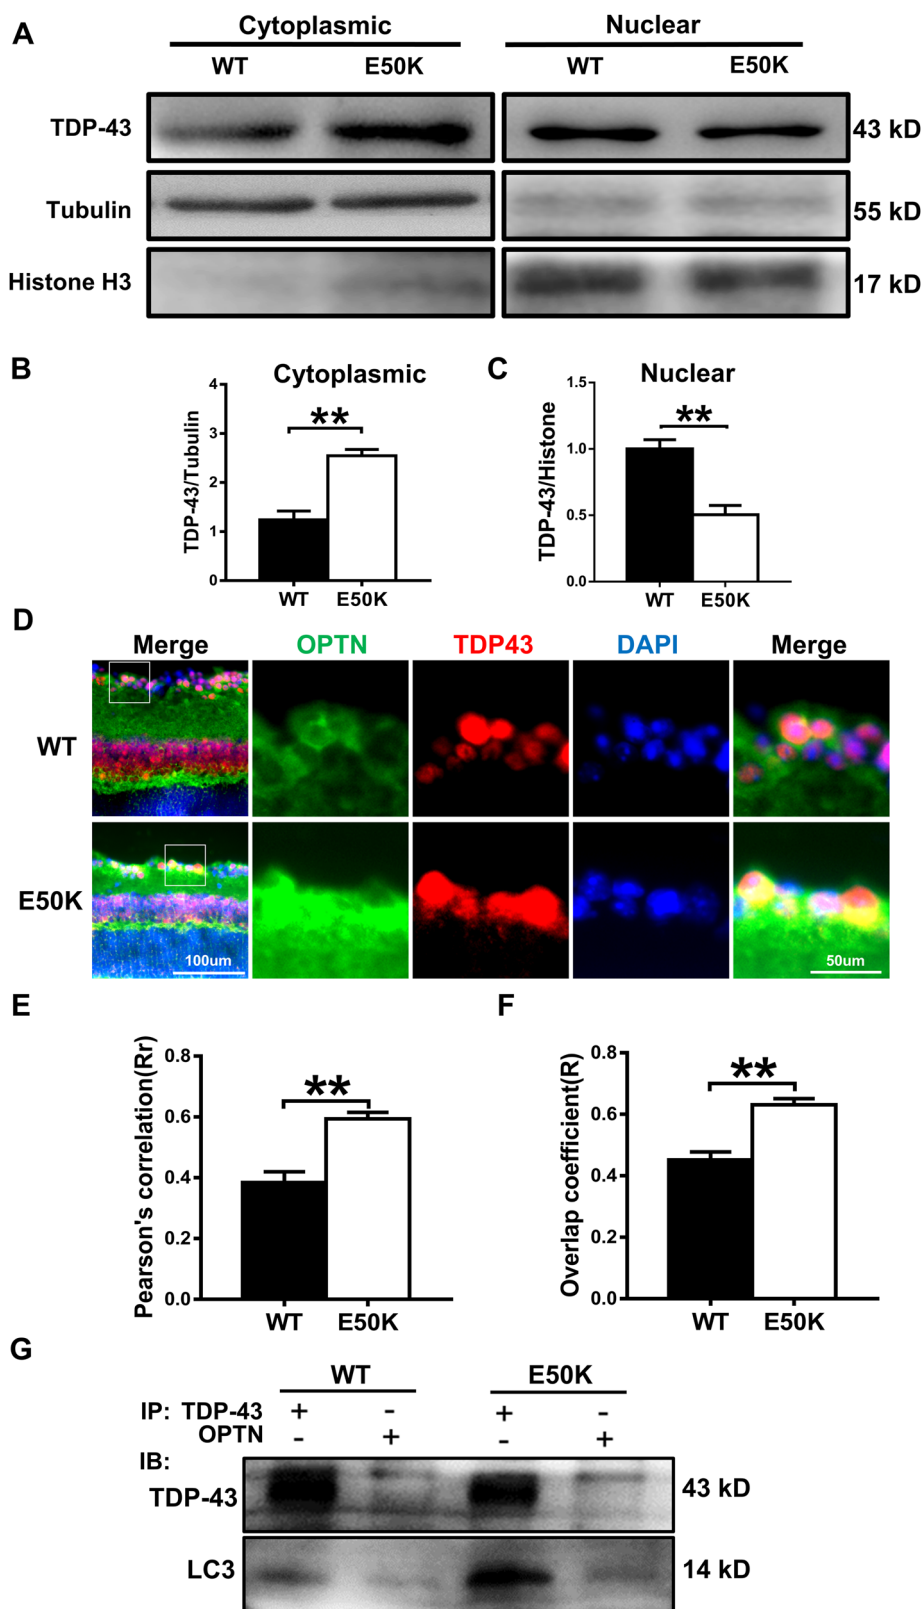 A
Cytoplasmic Nuclear
WT E50K WT E50K
TDP-43 43 kD
Tubulin 55 kD
Histone H3 17 kD
B
Cytoplasmic
TDP-43/Tubulin
4
3
2
1
0
**
WT E50K
C
Nuclear
TDP-43/Histone
1.5
1.0
0.5
0.0
**
WT E50K
D
Merge OPTN TDP43 DAPI Merge
WT
E50K
100um 50um
E
Pearson's correlation(Rr)
0.8
0.6
0.4
0.2
0.0
**
WT E50K
F
Overlap coefficient(R)
0.8
0.6
0.4
0.2
0.0
**
WT E50K
G
WT E50K
IP: TDP-43 + - + -
OPTN - + - +
IB:
TDP-43 43 kD
LC3 14 kD